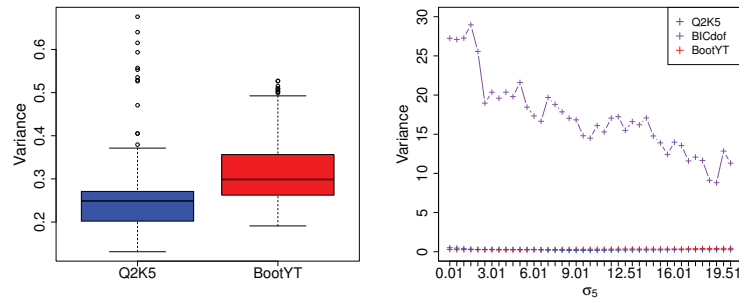 0.6
0.5
0.4
0.3
0.2
Variance
Q2K5 BootYT
30
25
20
15
10
5
0
Variance
Q2K5
BICdof
BootYT
0.01 3.01 6.01 9.01 12.51 16.01 19.51
σ5